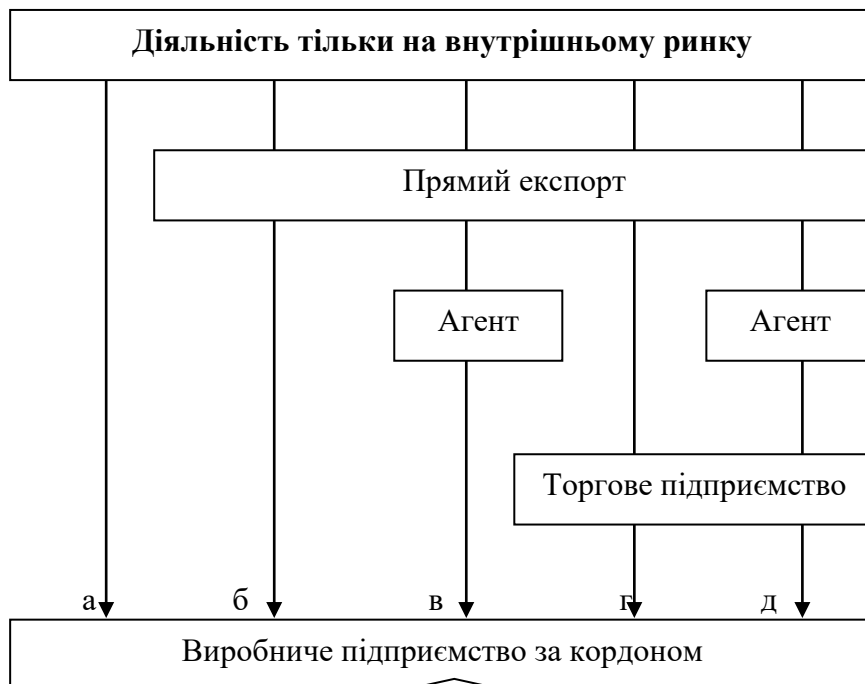 Діяльність тільки на внутрішньому ринку
Прямий експорт
Агент
Агент
Торгове підприємство
а
б
в
г
д
Виробниче підприємство за кордоном